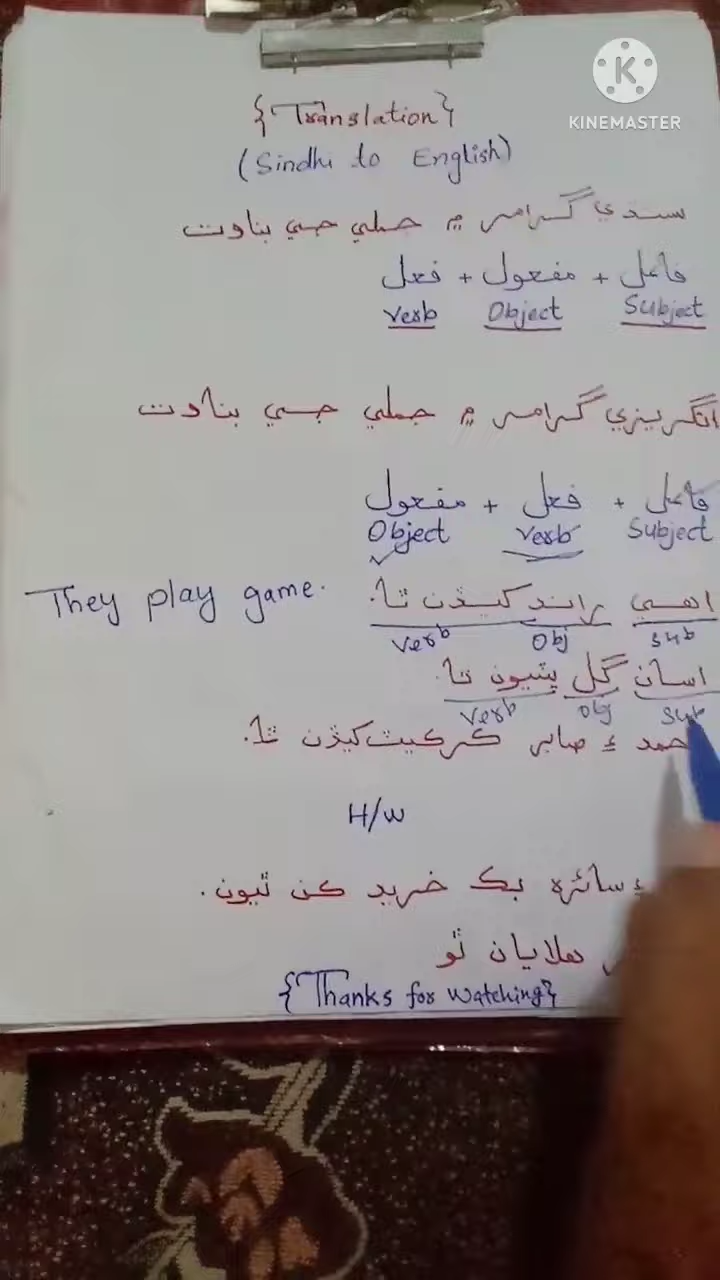 KINEMASTER
{Translation}
(Sindhi to English)
سنڌي گرامر ۾ جملي جي بناوت
فاعل + مفعول + فعل
Subject Object Verb
انگريزي گرامر ۾ جملي جي بناوت
فاعل + فعل + مفعول
Subject Verb Object
اهي راند کيڏن ٿا. They play game.
Sub Obj Verb
اسان گل پٽيون ٿا.
Sub Obj Verb
۽ صابر ڪرڪيٽ کيڏن ٿا.
H/W
۽ سائره بڪ خريد ڪن ٿيون.
هلايان ٿو
{Thanks for watching}